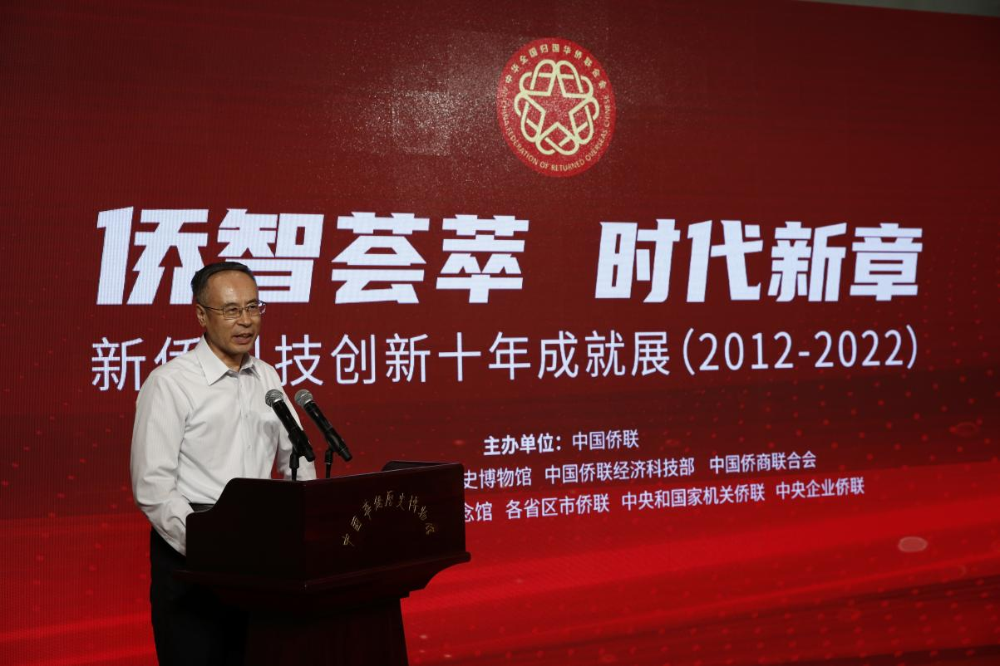 中华全国归国华侨联合会
ALL-CHINA FEDERATION OF RETURNED OVERSEAS CHINESE
侨智荟萃 时代新章
新侨 技创新十年成就展(2012-2022)
主办单位：中国侨联
史博物馆 中国侨联经济科技部 中国侨商联合会
念馆 各省区市侨联 中央和国家机关侨联 中央企业侨联
中国华侨历史博物馆